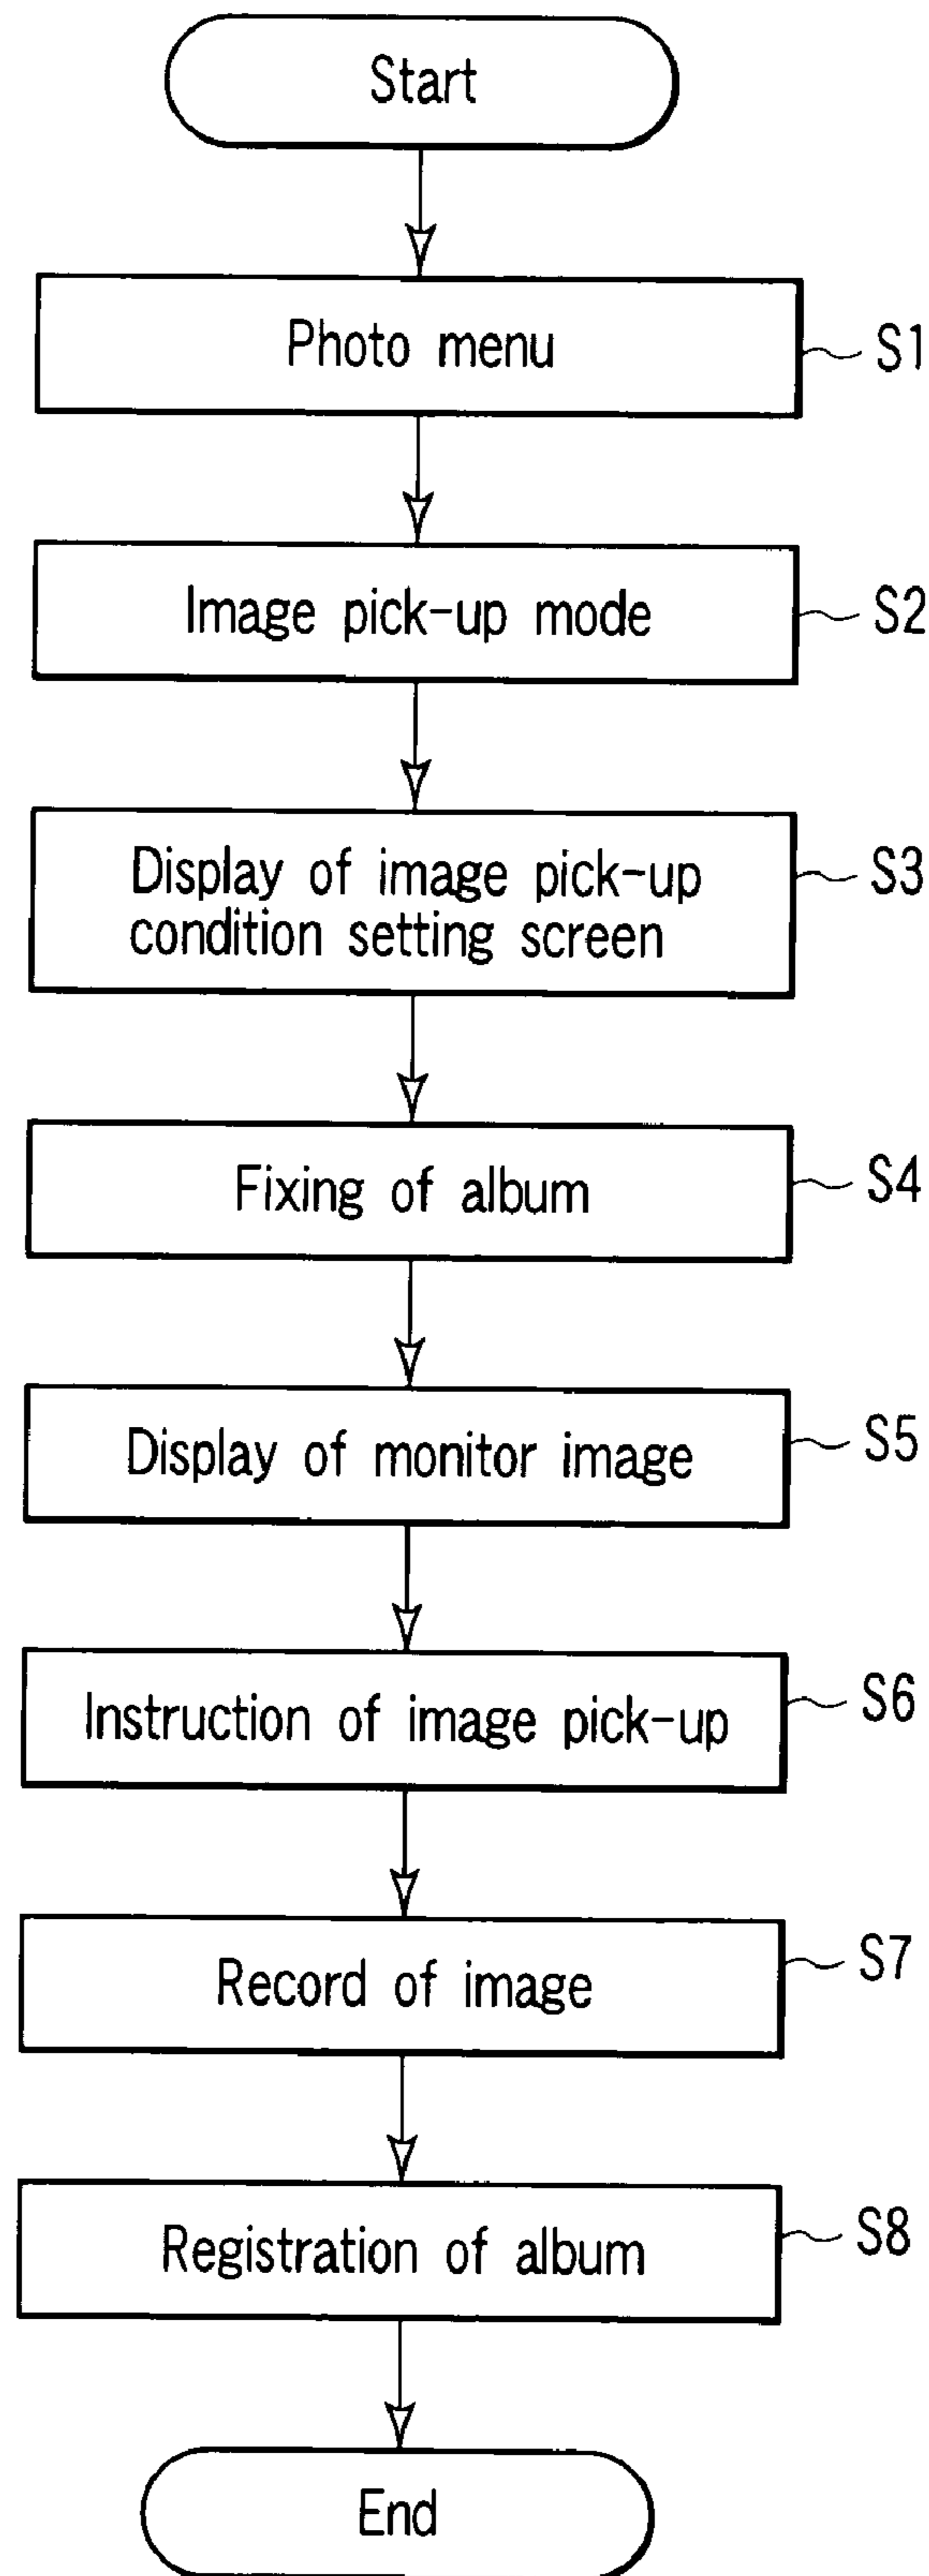 Start
Photo menu
S1
Image pick-up mode
S2
Display of image pick-up
condition setting screen
S3
Fixing of album
S4
Display of monitor image
S5
Instruction of image pick-up
S6
Record of image
S7
Registration of album
S8
End